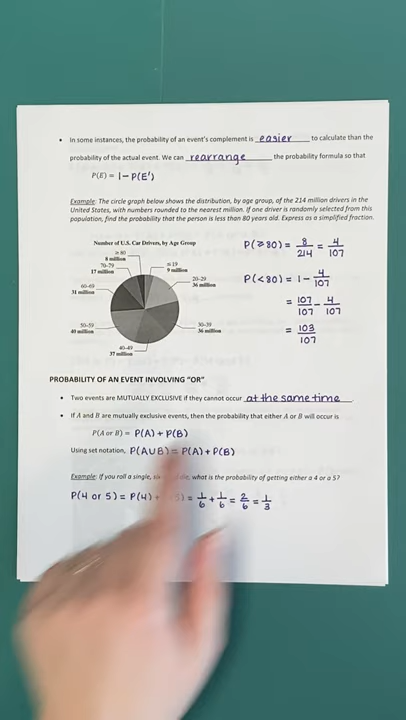 • In some instances, the probability of an event's complement is easier to calculate than the
probability of the actual event. We can rearrange the probability formula so that
P(E) = 1 - P(E')
Example: The circle graph below shows the distribution, by age group, of the 214 million drivers in the
United States, with numbers rounded to the nearest million. If one driver is randomly selected from this
population, find the probability that the person is less than 80 years old. Express as a simplified fraction.
Number of U.S. Car Drivers, by Age Group
≥ 80
8 million
70-79
17 million
60-69
31 million
50-59
40 million
40-49
37 million
≤ 19
9 million
20-29
36 million
30-39
36 million
P(≥80) = 8/214 = 4/107
P(<80) = 1 - 4/107
= 107/107 - 4/107
= 103/107
PROBABILITY OF AN EVENT INVOLVING "OR"
• Two events are MUTUALLY EXCLUSIVE if they cannot occur at the same time.
• If A and B are mutually exclusive events, then the probability that either A or B will occur is
P(A or B) = P(A) + P(B)
Using set notation, P(A∪B) = P(A) + P(B)
Example: If you roll a single, die, what is the probability of getting either a 4 or a 5?
P(4 or 5) = P(4) + ) = 1/6 + 1/6 = 2/6 = 1/3